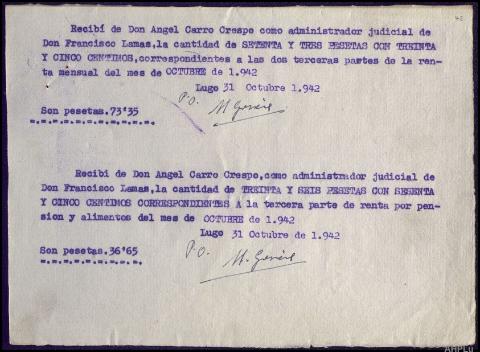 Recibí de Don Angel Carro Crespo como administrador judicial de
Don Francisco Lamas, la cantidad de SETENTA Y TRES PESETAS CON TREINTA
Y CINCO CENTIMOS, correspondientes a las dos terceras partes de la ren-
ta mensual del mes de OCTUBRE de 1.942
Lugo 31 Octubre de 1.942
Son pesetas.73'35
P.O.
Recibí de Don Angel Carro Crespo, como administrador judicial de
Don Francisco Lamas, la cantidad de TREINTA Y SEIS PESETAS CON SESENTA
Y CINCO CENTIMOS CORRESPONDIENTES A la tercera parte de renta por pen-
sion y alimentos del mes de OCTUBRE de 1.942
Lugo 31 Octubre de 1.942
Son pesetas.36'65
P.O.
AHPLu